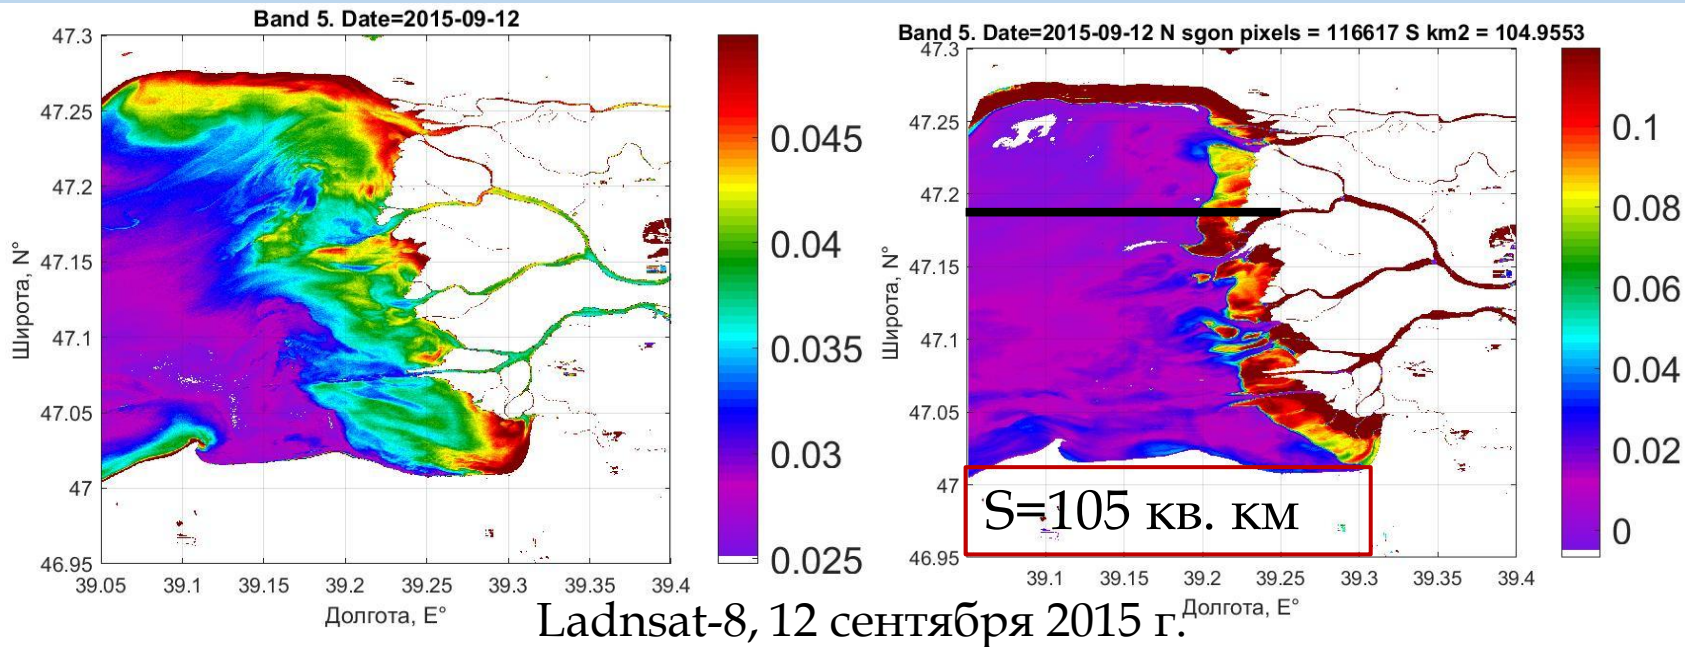 Band 5. Date=2015-09-12
47.3
47.25
47.2
47.15
47.1
47.05
47
46.95
39.05 39.1 39.15 39.2 39.25 39.3 39.35 39.4
Широта, N°
Долгота, E°
0.045
0.04
0.035
0.03
0.025
Band 5. Date=2015-09-12 N sgon pixels = 116617 S km2 = 104.9553
47.3
47.25
47.2
47.15
47.1
47.05
47
46.95
39.1 39.15 39.2 39.25 39.3 39.35 39.4
Широта, N°
Долгота, E°
0.1
0.08
0.06
0.04
0.02
0
S=105 кв. км
Ladnsat-8, 12 сентября 2015 г.